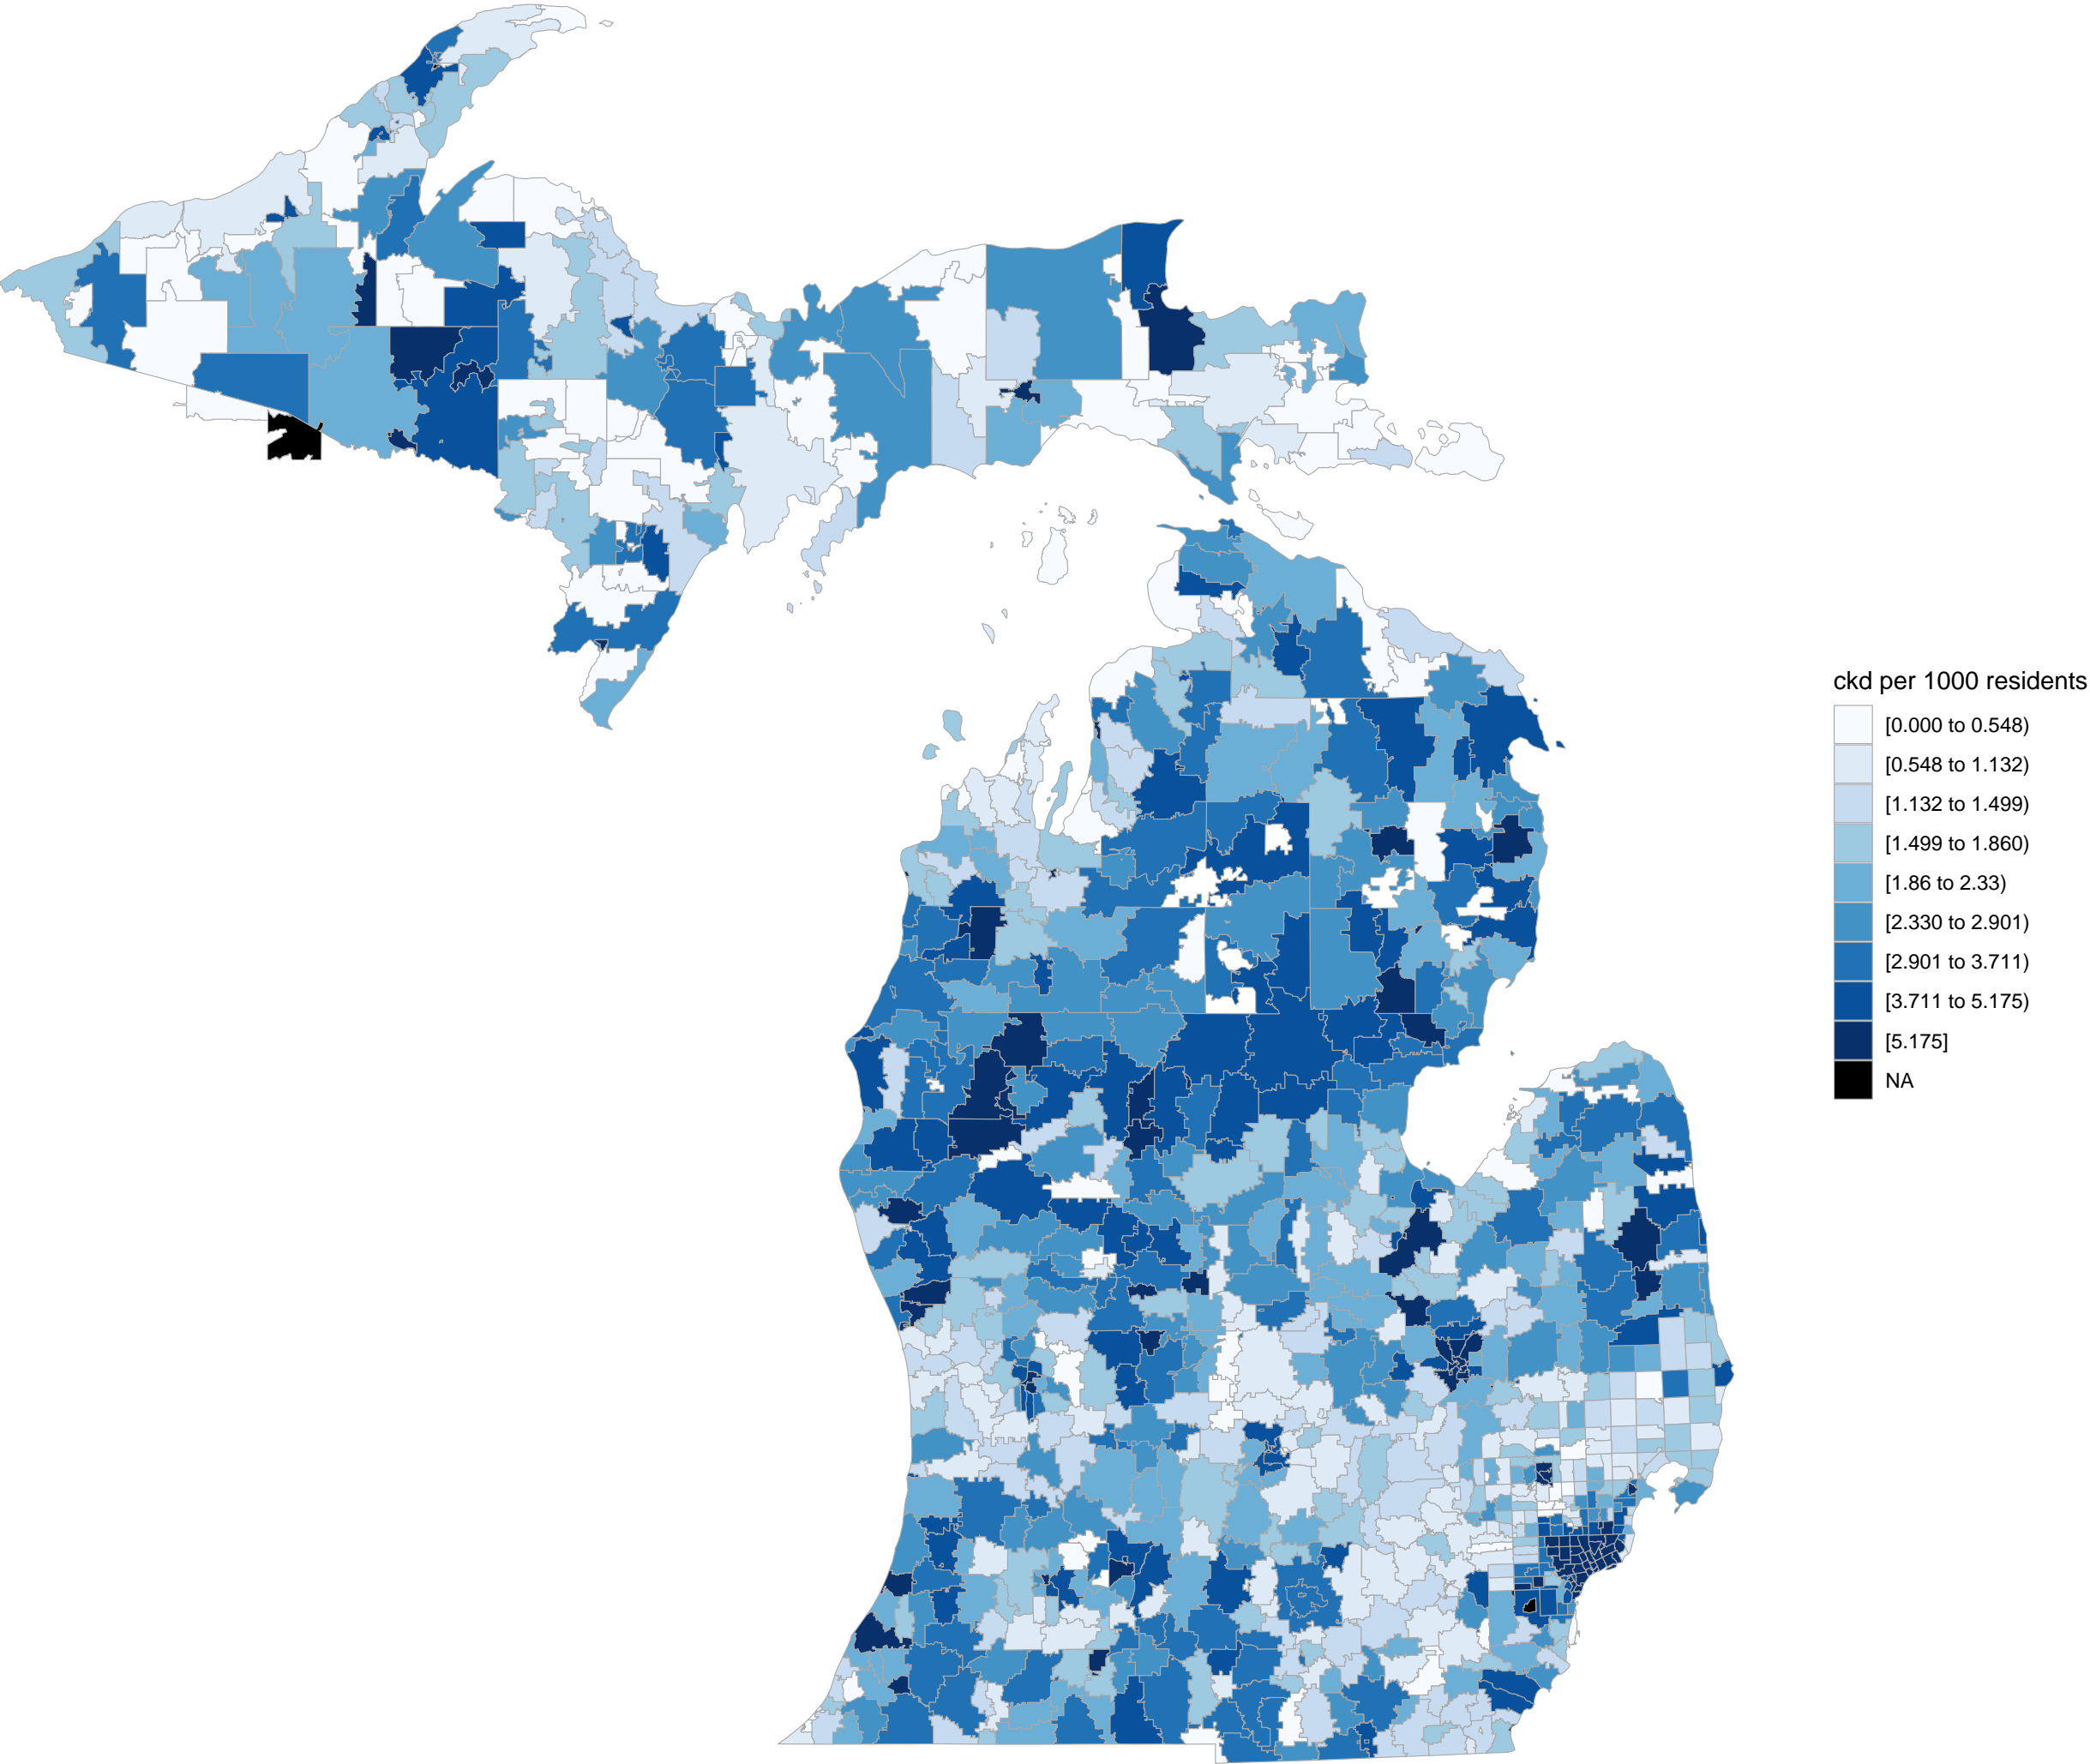 ckd per 1000 residents
[0.000 to 0.548)
[0.548 to 1.132)
[1.132 to 1.499)
[1.499 to 1.860)
[1.86 to 2.33)
[2.330 to 2.901)
[2.901 to 3.711)
[3.711 to 5.175)
[5.175]
NA